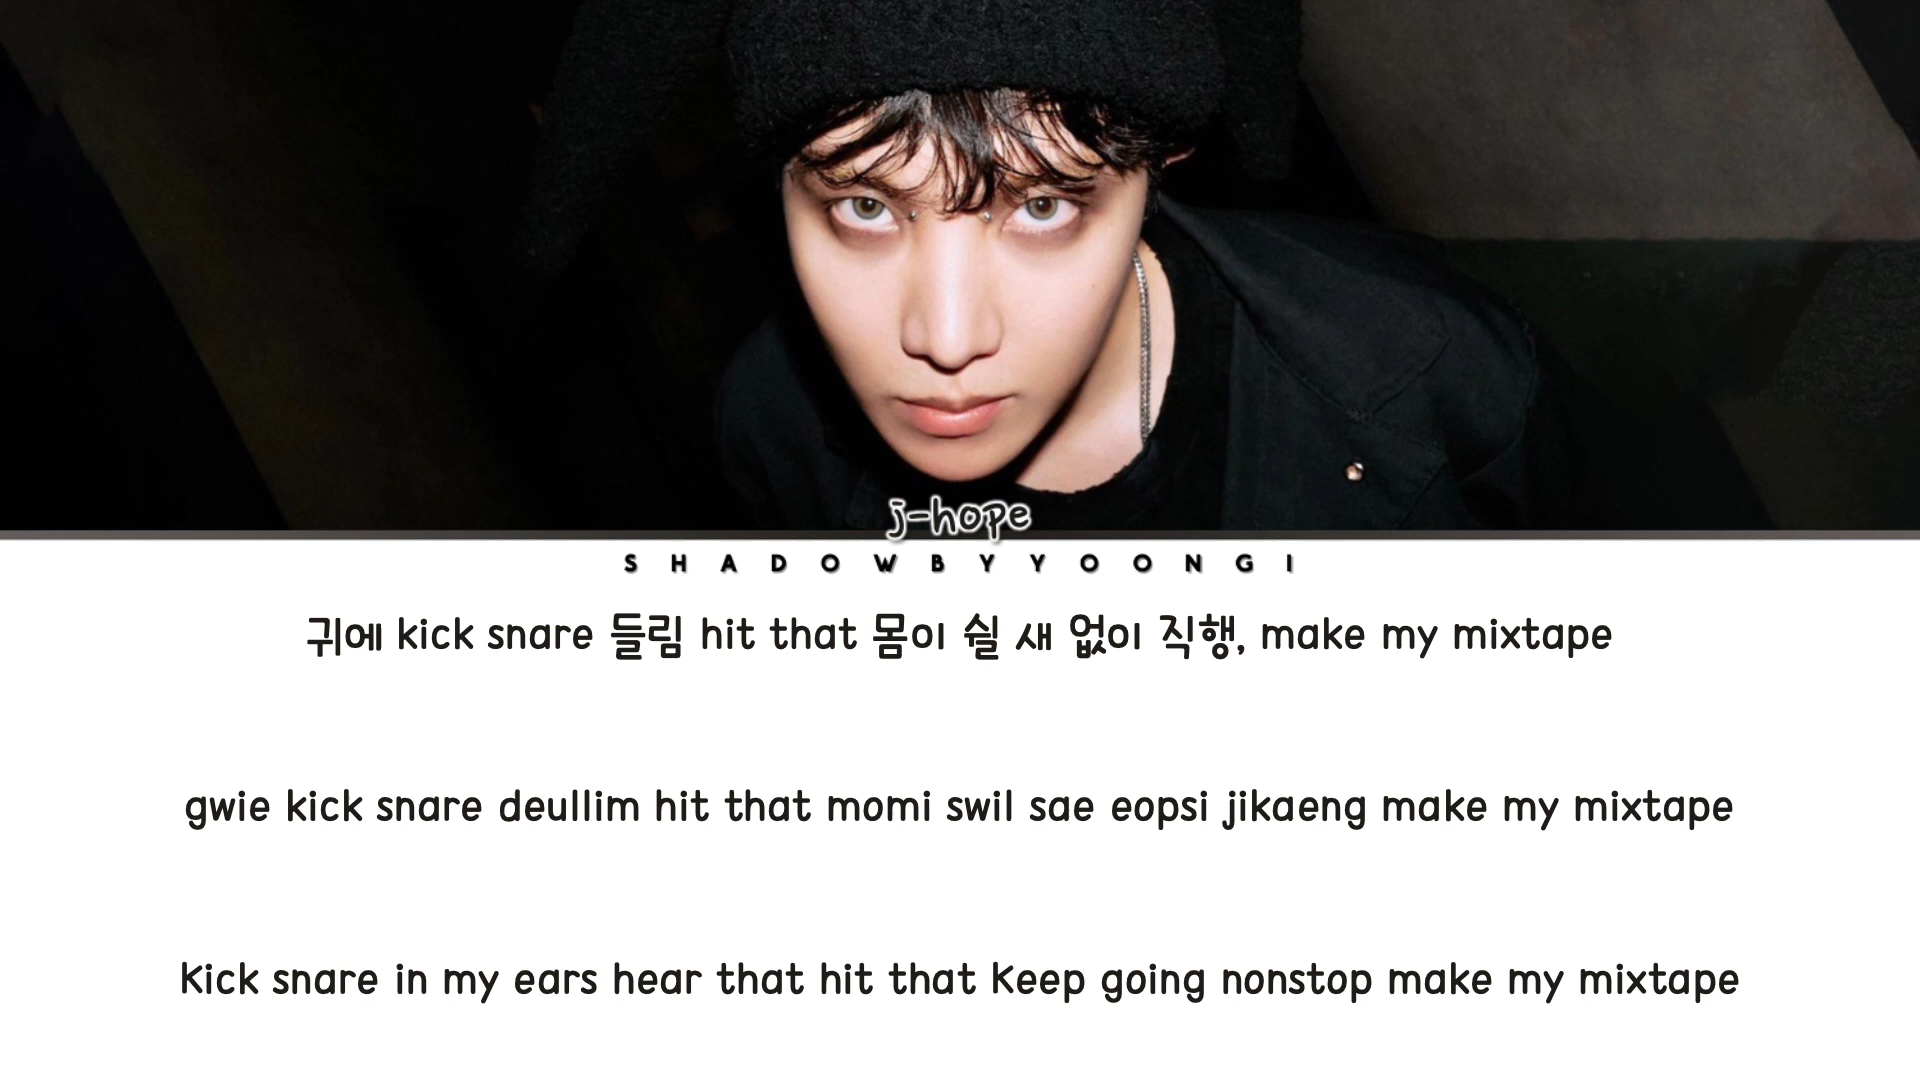 j-hope
SHADOWBYYOONGI
귀에 kick snare 들림 hit that 몸이 쉴 새 없이 직행, make my mixtape
gwie kick snare deullim hit that momi swil sae eopsi jikaeng make my mixtape
Kick snare in my ears hear that hit that Keep going nonstop make my mixtape